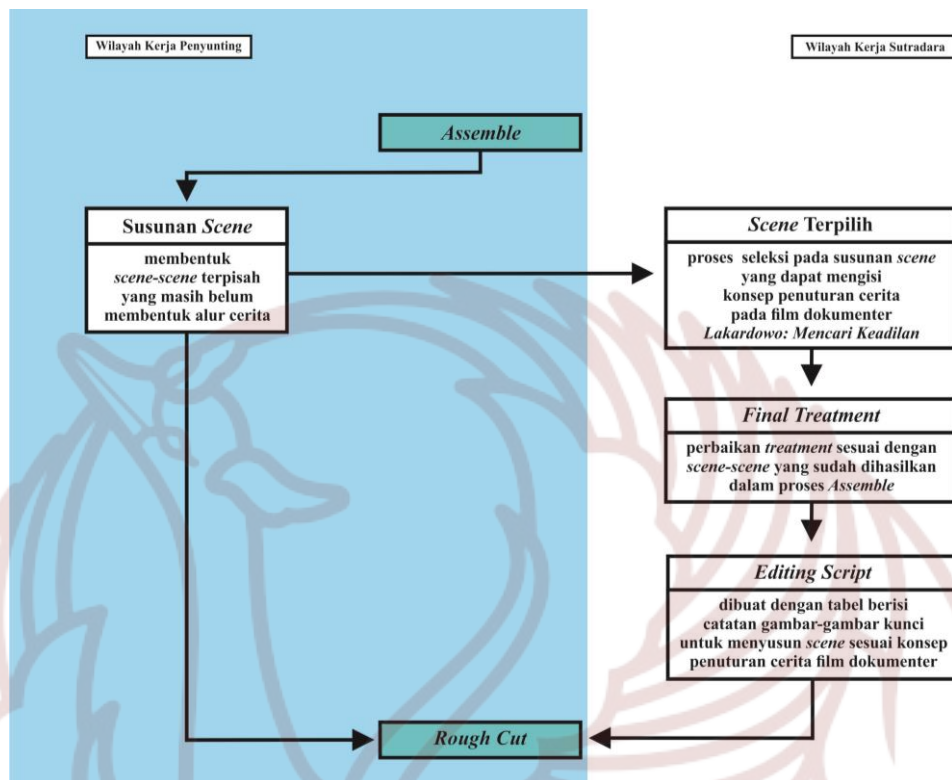 Wilayah Kerja Penyunting
Wilayah Kerja Sutradara
Assemble
Susunan Scene
membentuk
scene-scene terpisah
yang masih belum
membentuk alur cerita
Scene Terpilih
proses seleksi pada susunan scene
yang dapat mengisi
konsep penuturan cerita
pada film dokumenter
Lakardowo: Mencari Keadilan
Final Treatment
perbaikan treatment sesuai dengan
scene-scene yang sudah dihasilkan
dalam proses Assemble
Editing Script
dibuat dengan tabel berisi
catatan gambar-gambar kunci
untuk menyusun scene sesuai konsep
penuturan cerita film dokumenter
Rough Cut